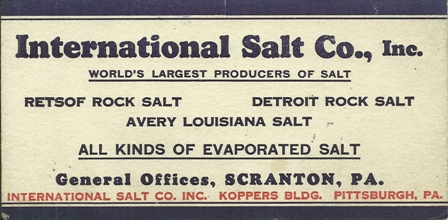 International Salt Co., Inc.
WORLD'S LARGEST PRODUCERS OF SALT
RETSOF ROCK SALT DETROIT ROCK SALT
AVERY LOUISIANA SALT
ALL KINDS OF EVAPORATED SALT
General Offices, SCRANTON, PA.
INTERNATIONAL SALT CO. INC. KOPPERS BLDG. PITTSBURGH, PA.